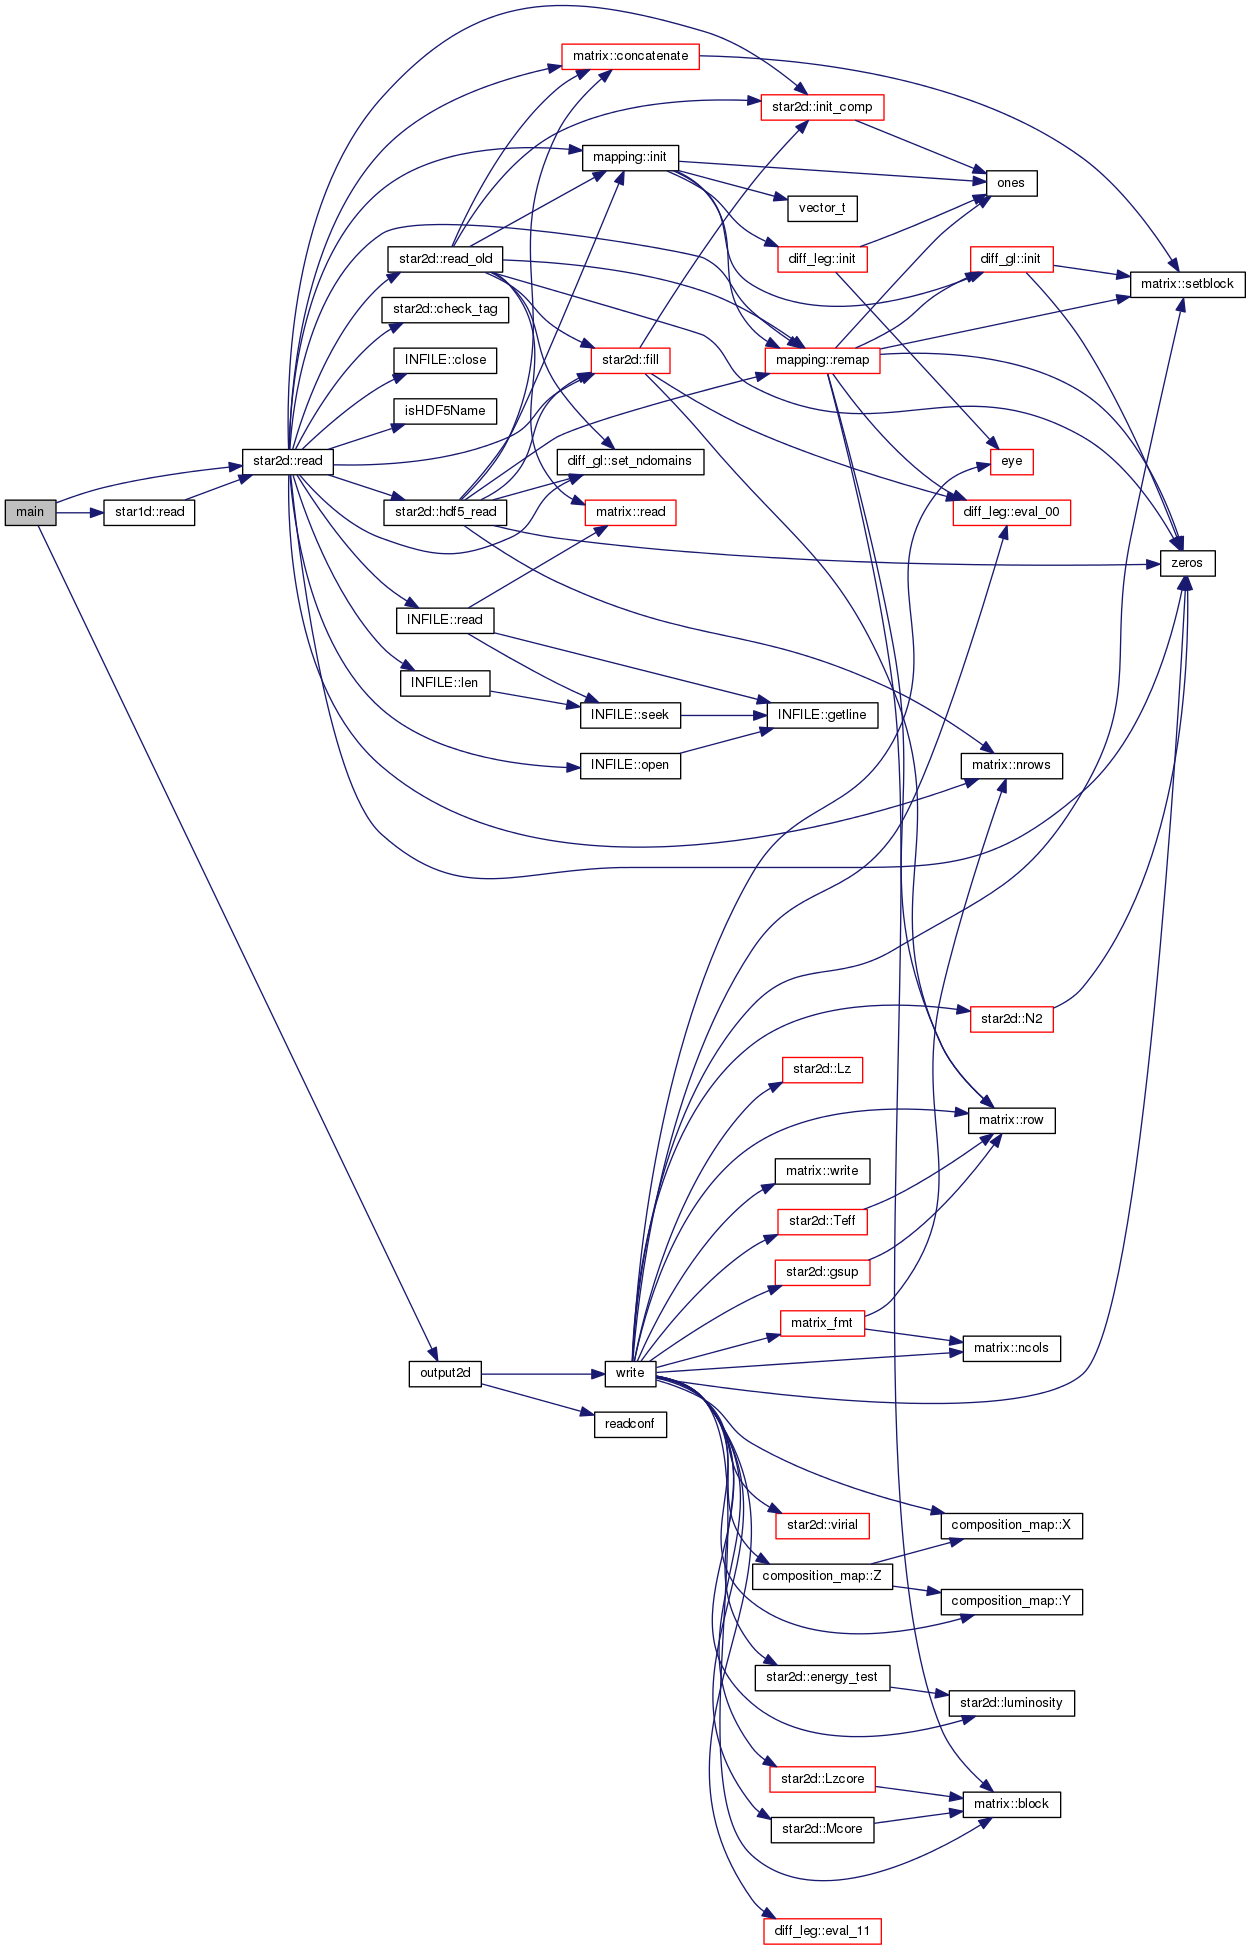 matrix::concatenate
star2d::init_comp
mapping::init
ones
vector_t
star2d::read_old
diff_leg::init
diff_gl::init
matrix::setblock
star2d::check_tag
INFILE::close
star2d::fill
mapping::remap
isHDF5Name
star2d::read
diff_gl::set_ndomains
eye
main
star1d::read
star2d::hdf5_read
matrix::read
diff_leg::eval_00
zeros
INFILE::read
INFILE::len
INFILE::seek
INFILE::getline
INFILE::open
matrix::nrows
star2d::N2
star2d::Lz
matrix::row
matrix::write
star2d::Teff
star2d::gsup
matrix_fmt
matrix::ncols
output2d
write
readconf
star2d::virial
composition_map::X
composition_map::Z
composition_map::Y
star2d::energy_test
star2d::luminosity
star2d::Lzcore
matrix::block
star2d::Mcore
diff_leg::eval_11